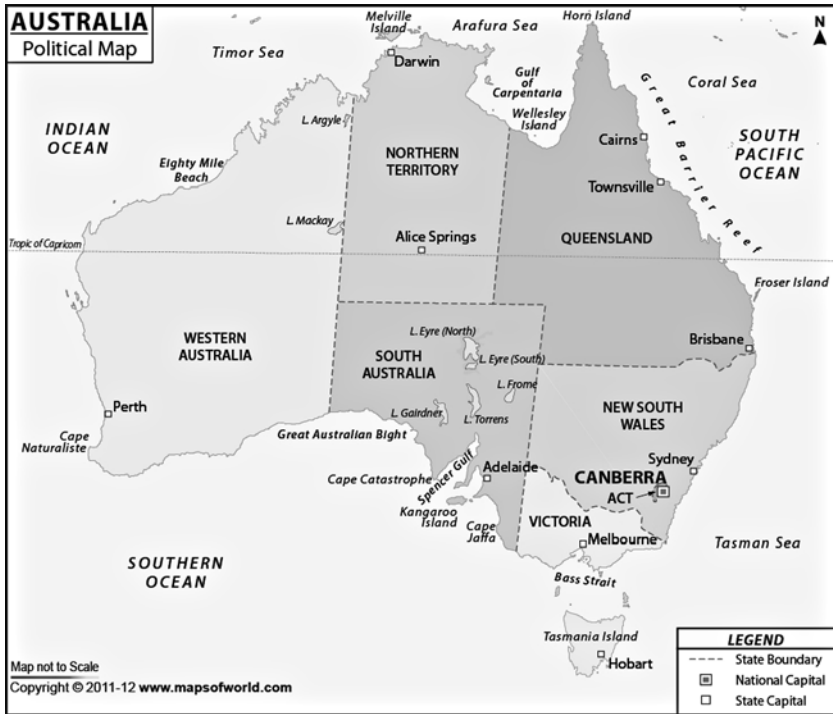 AUSTRALIA
Political Map
Melville
Island
Arafura Sea
Horn Island
N
Timor Sea
Darwin
Gulf
of
Carpentaria
Coral Sea
Wellesley
Island
L. Argyle
INDIAN
OCEAN
Great Barrier Reef
Cairns
SOUTH
PACIFIC
OCEAN
Eighty Mile
Beach
NORTHERN
TERRITORY
Townsville
L. Mackay
Alice Springs
QUEENSLAND
Tropic of Capricorn
Froser Island
WESTERN
AUSTRALIA
L. Eyre (North)
Brisbane
SOUTH
AUSTRALIA
L. Eyre (South)
L. Frome
Perth
L. Gairdner
L. Torrens
NEW SOUTH
WALES
Cape
Naturaliste
Great Australian Bight
Spencer Gulf
Adelaide
Sydney
Cape Catastrophe
CANBERRA
ACT
Kangaroo
Island
Cape
Jaffa
VICTORIA
Melbourne
Tasman Sea
SOUTHERN
OCEAN
Bass Strait
Tasmania Island
Hobart
LEGEND
State Boundary
National Capital
State Capital
Map not to Scale
Copyright © 2011-12 www.mapsofworld.com